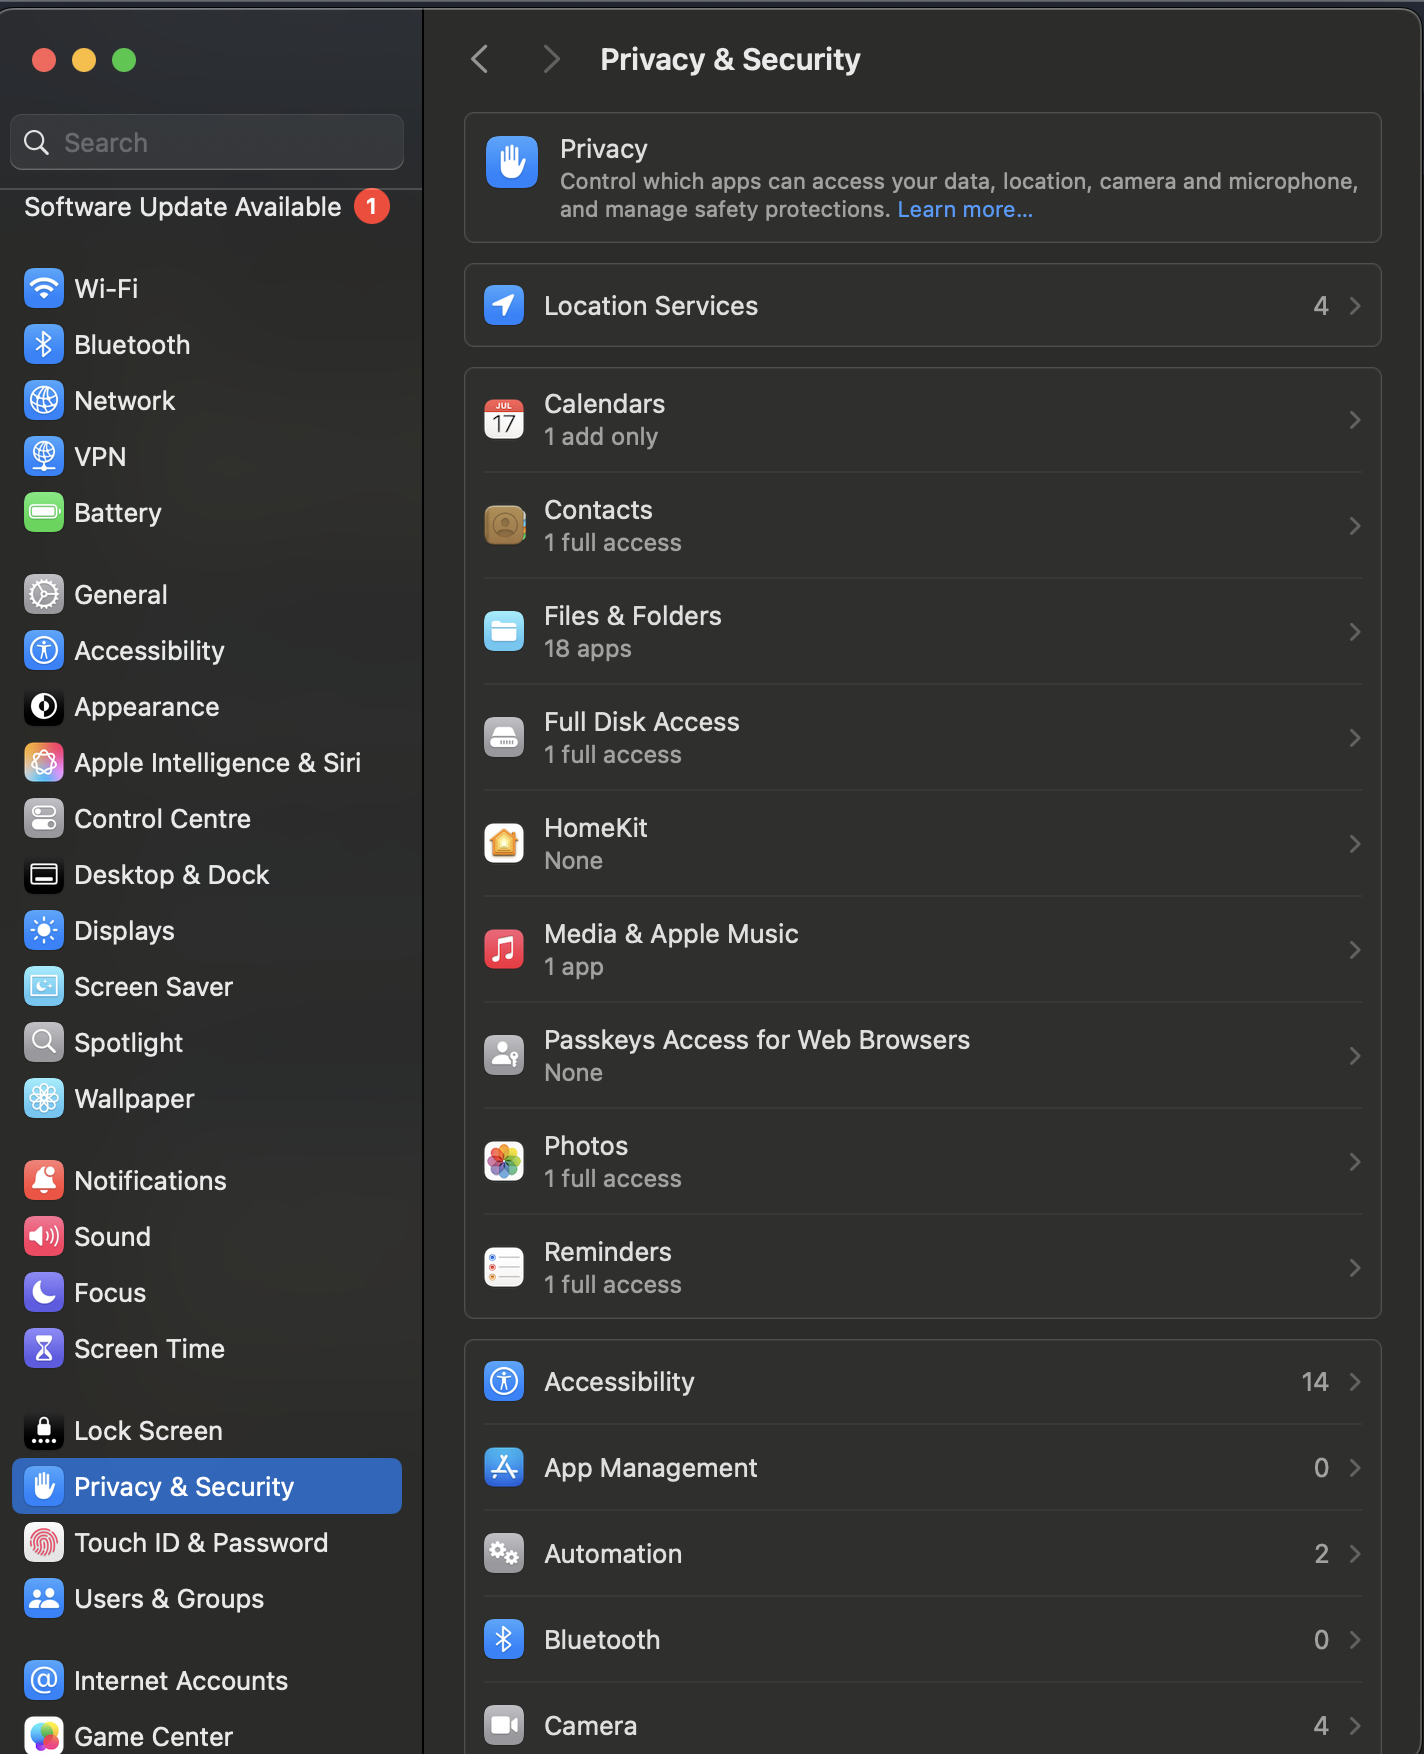 Search
Software Update Available 1
Wi-Fi
Bluetooth
Network
VPN
Battery
General
Accessibility
Appearance
Apple Intelligence & Siri
Control Centre
Desktop & Dock
Displays
Screen Saver
Spotlight
Wallpaper
Notifications
Sound
Focus
Screen Time
Lock Screen
Privacy & Security
Touch ID & Password
Users & Groups
Internet Accounts
Game Center
Privacy & Security
Privacy
Control which apps can access your data, location, camera and microphone,
and manage safety protections. Learn more...
Location Services 4
JUL
17
Calendars
1 add only
Contacts
1 full access
Files & Folders
18 apps
Full Disk Access
1 full access
HomeKit
None
Media & Apple Music
1 app
Passkeys Access for Web Browsers
None
Photos
1 full access
Reminders
1 full access
Accessibility 14
App Management 0
Automation 2
Bluetooth 0
Camera 4